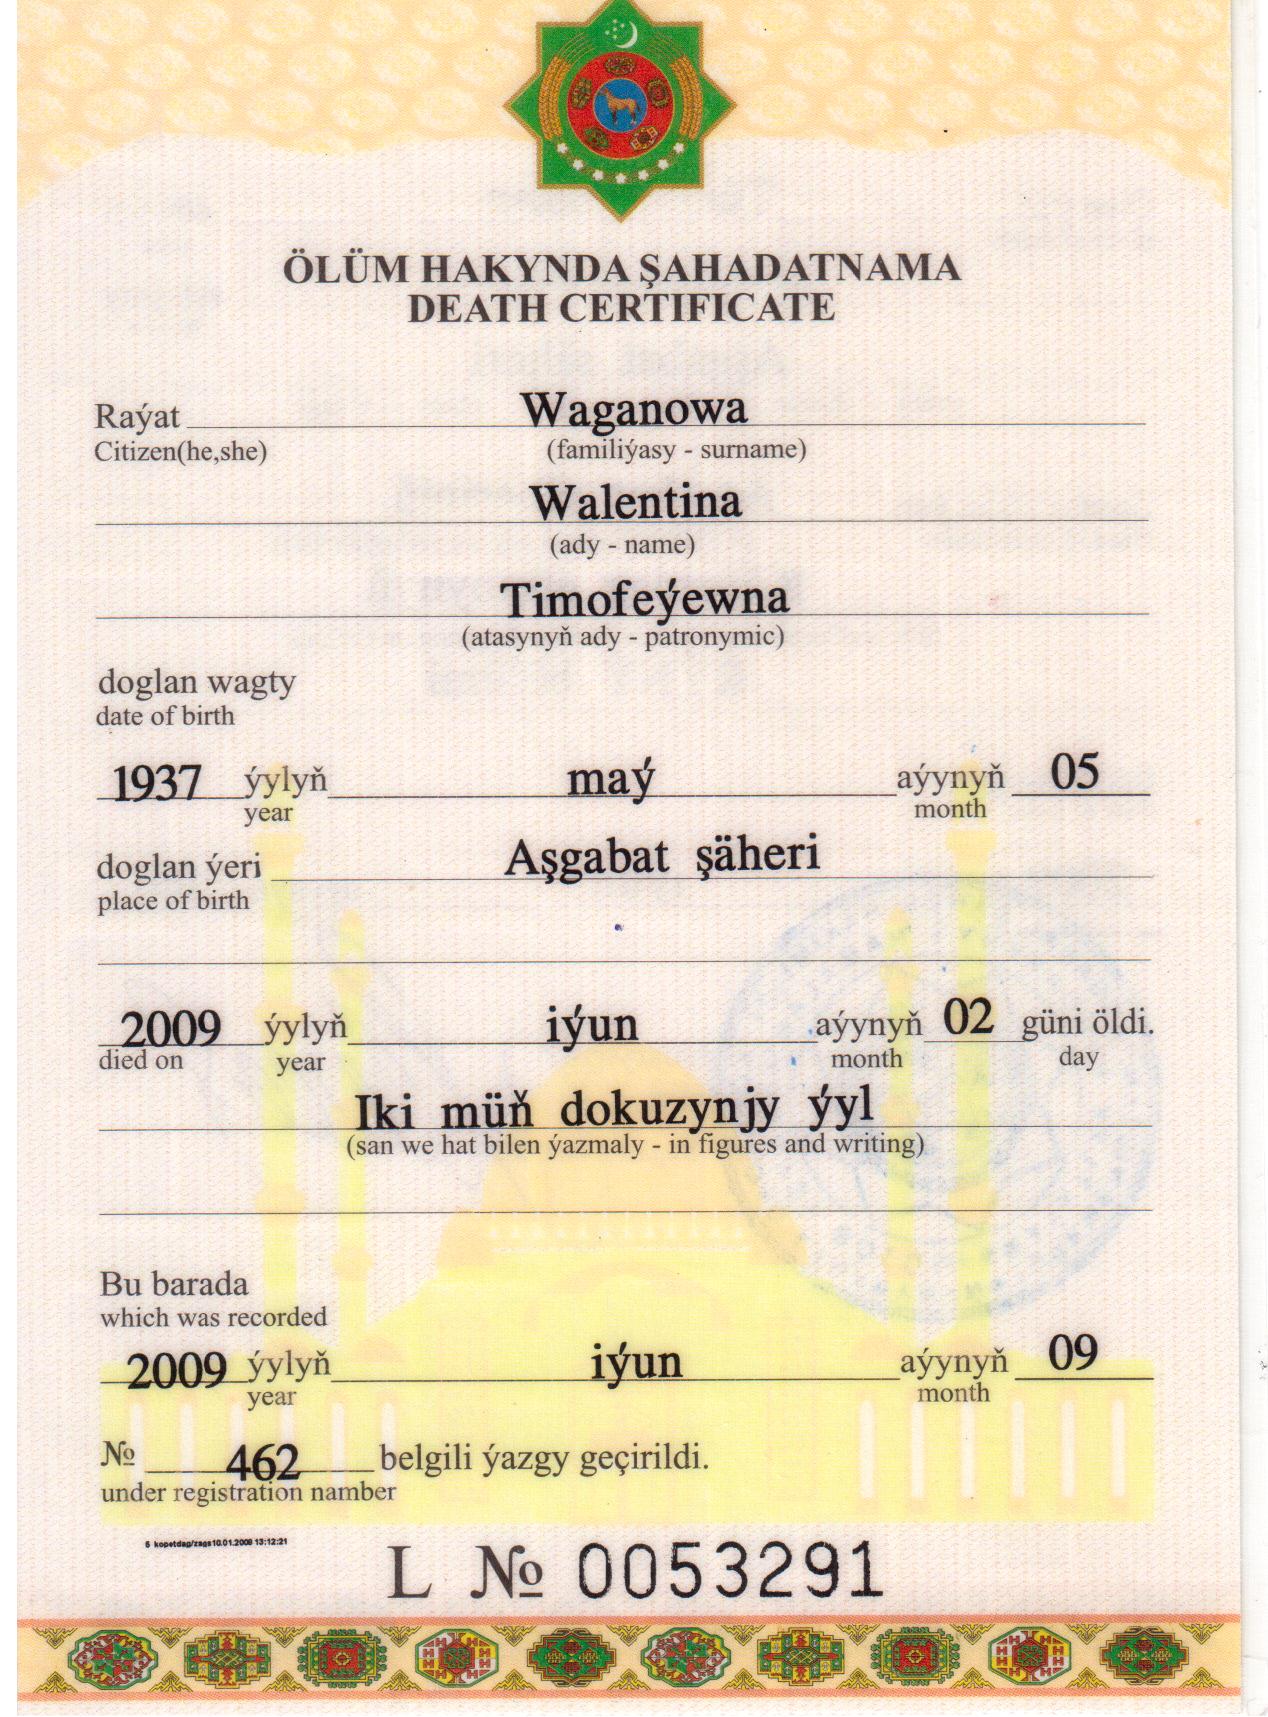 ÖLÜM HAKYNDA ŞAHADATNAMA
DEATH CERTIFICATE
Raýat Waganowa
Citizen(he,she) (familiýasy - surname)
Walentina
(ady - name)
Timofeýewna
(atasynyň ady - patronymic)
doglan wagty
date of birth
1937 ýylyň maý aýynyň 05
year month
doglan ýeri Aşgabat şäheri
place of birth
2009 ýylyň iýun aýynyň 02 güni öldi.
died on year month day
Iki müň dokuzynjy ýyl
(san we hat bilen ýazmaly - in figures and writing)
Bu barada
which was recorded
2009 ýylyň iýun aýynyň 09
year month
№ 462 belgili ýazgy geçirildi.
under registration namber
kopetdag/zags10.01.2008 13:12:21
L № 0053291